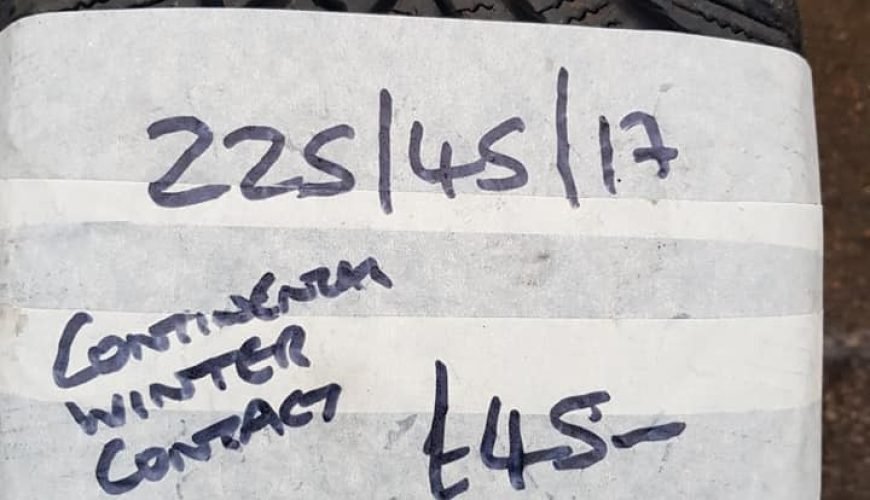 225/45/17
CONTINENTAL
WINTER
CONTACT
£45-